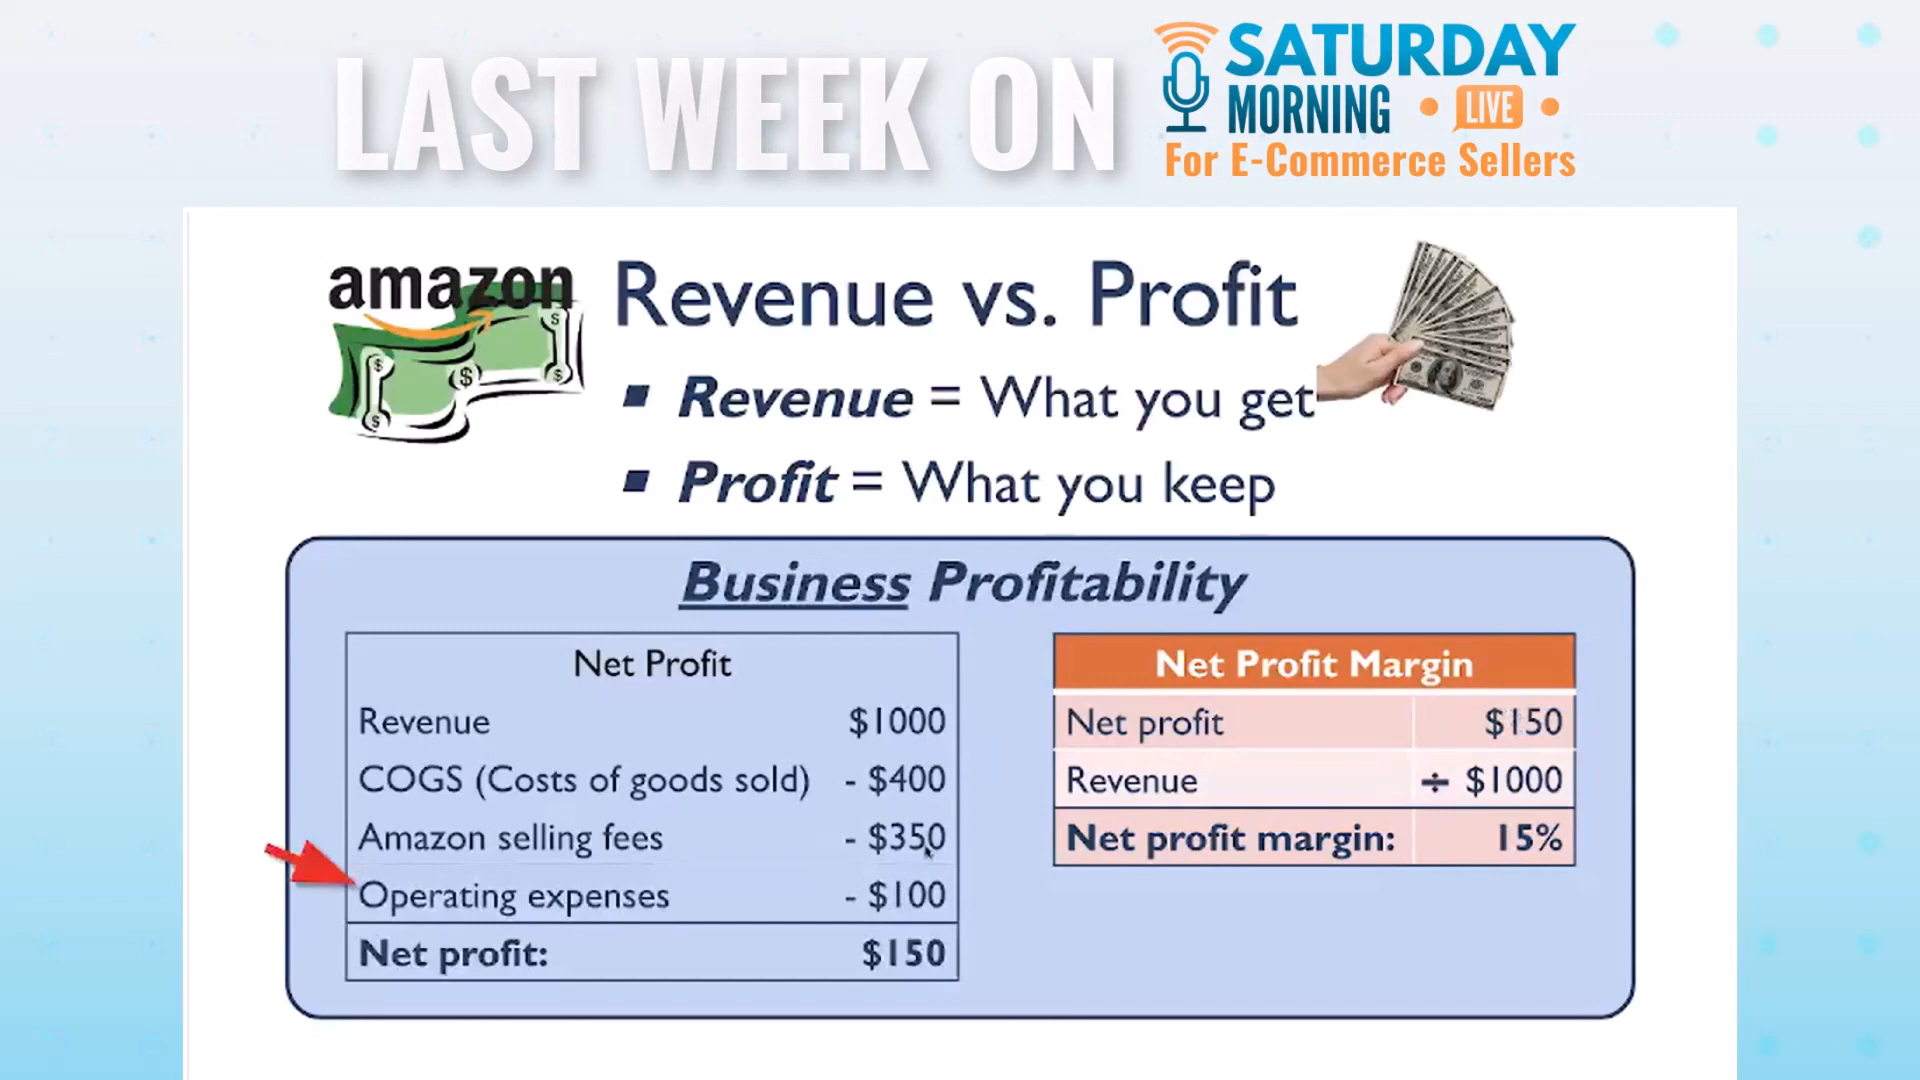 LAST WEEK ON
SATURDAY
MORNING • LIVE •
For E-Commerce Sellers
amazon
Revenue vs. Profit
▪ Revenue = What you get
▪ Profit = What you keep
Business Profitability
Net Profit
Revenue $1000
COGS (Costs of goods sold) - $400
Amazon selling fees - $350
Operating expenses - $100
Net profit: $150
Net Profit Margin
Net profit $150
Revenue ÷ $1000
Net profit margin: 15%